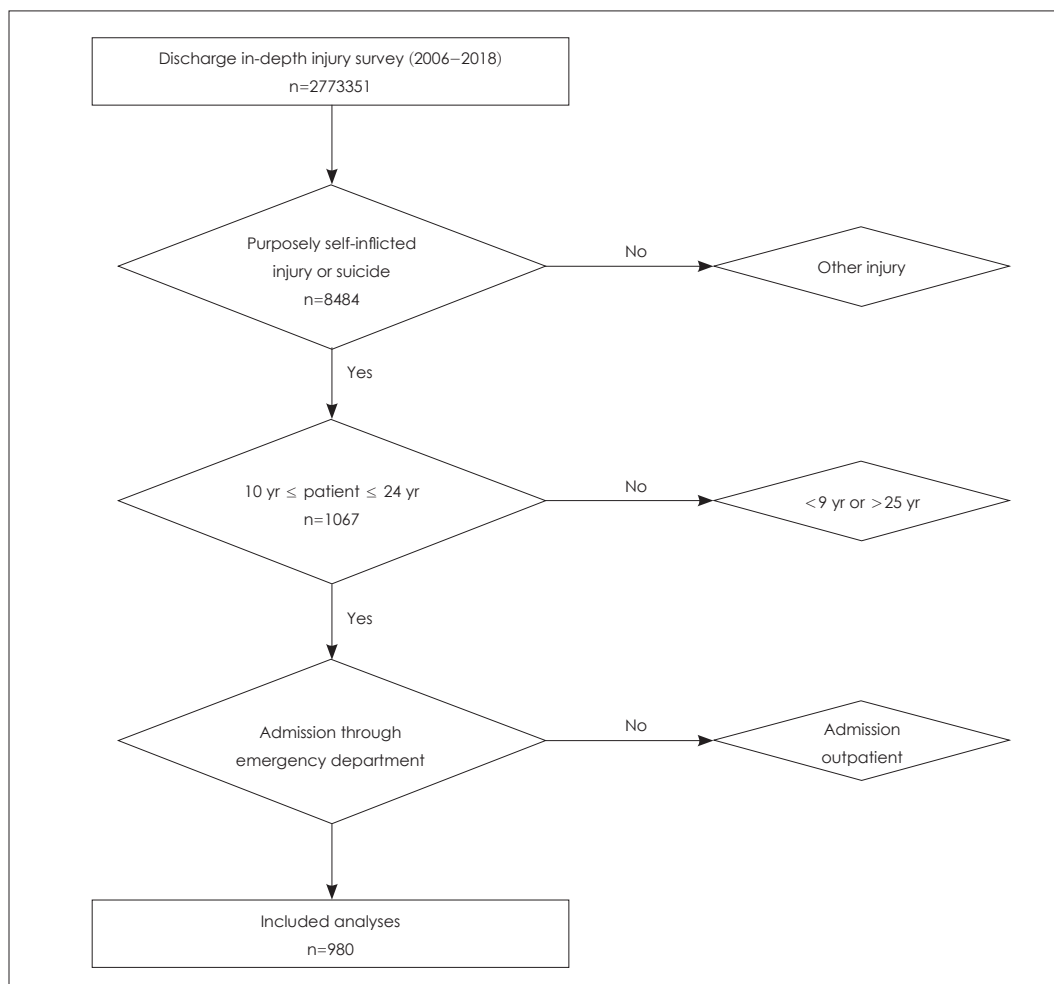 Discharge in-depth injury survey (2006–2018)
n=2773351
Purposely self-inflicted
injury or suicide
n=8484
No
Other injury
Yes
10 yr ≤ patient ≤ 24 yr
n=1067
No
<9 yr or >25 yr
Yes
Admission through
emergency department
No
Admission
outpatient
Included analyses
n=980